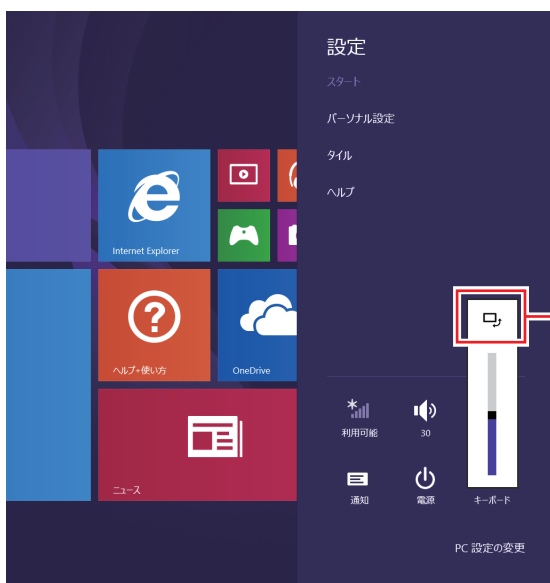 設定
スタート
パーソナル設定
タイル
ヘルプ
Internet Explorer
ヘルプ+使い方
OneDrive
ニュース
利用可能
30
通知
電源
キーボード
PC 設定の変更